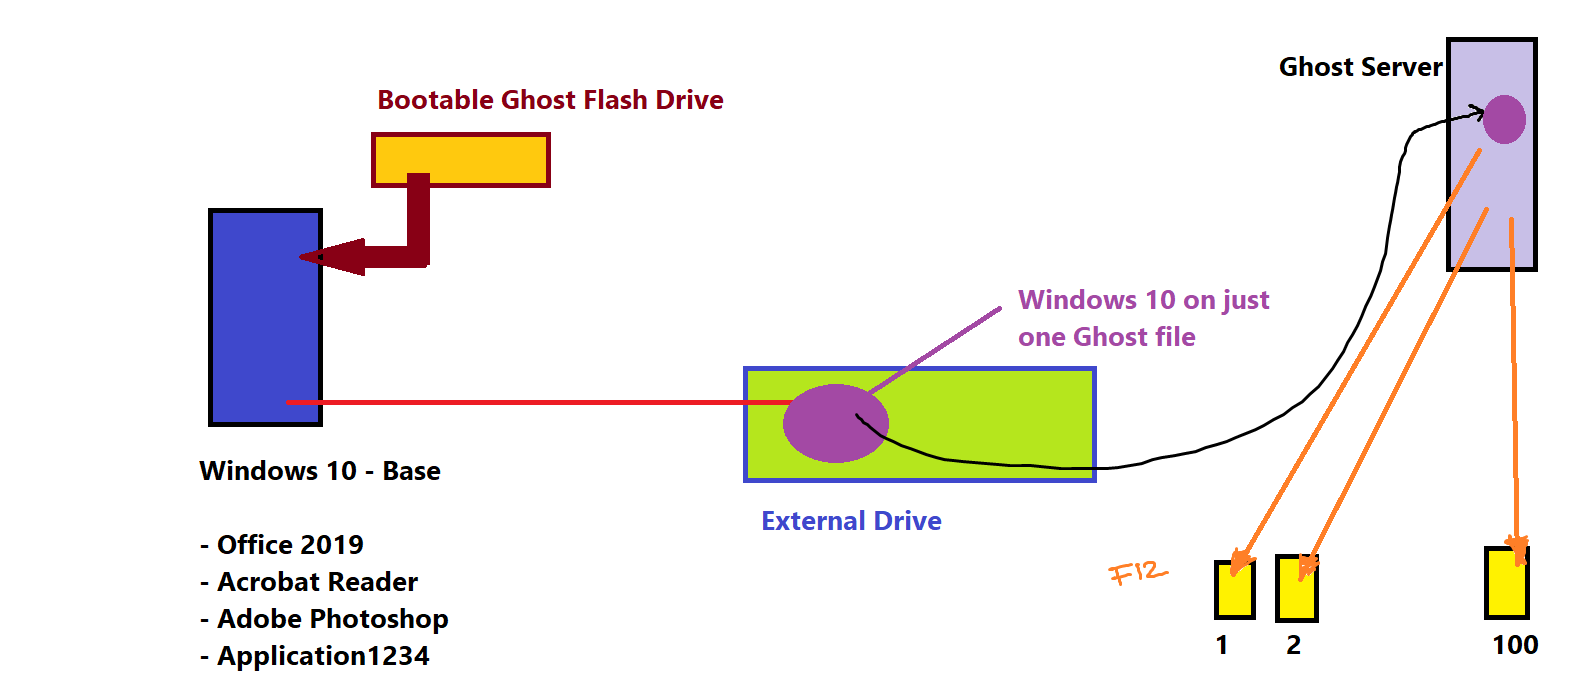 Ghost Server
Bootable Ghost Flash Drive
Windows 10 on just
one Ghost file
Windows 10 - Base
External Drive
- Office 2019
- Acrobat Reader
- Adobe Photoshop
- Application1234
F12
1
2
100